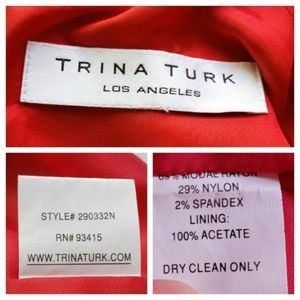 TRINA TURK
LOS ANGELES
STYLE# 290332N
RN# 93415
WWW.TRINATURK.COM
69% MODAL RAYON
29% NYLON
2% SPANDEX
LINING:
100% ACETATE
DRY CLEAN ONLY